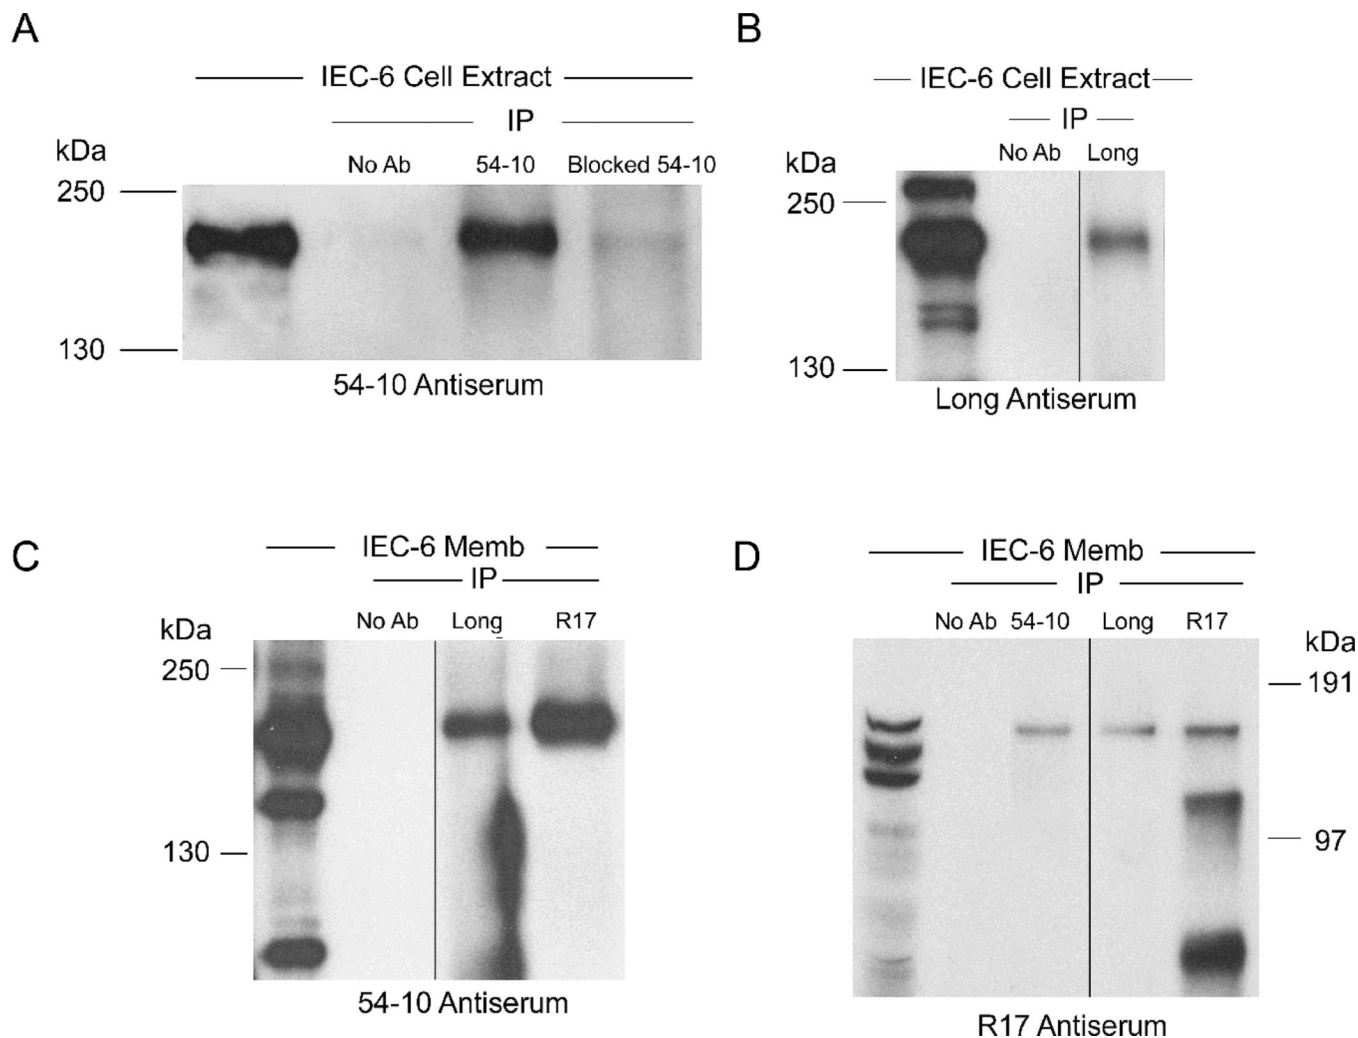 A
IEC-6 Cell Extract
IP
kDa
No Ab 54-10 Blocked 54-10
250
130
54-10 Antiserum
B
IEC-6 Cell Extract
IP
kDa
No Ab Long
250
130
Long Antiserum
C
IEC-6 Memb
IP
No Ab Long R17
kDa
250
130
54-10 Antiserum
D
IEC-6 Memb
IP
No Ab 54-10 Long R17
kDa
191
97
R17 Antiserum